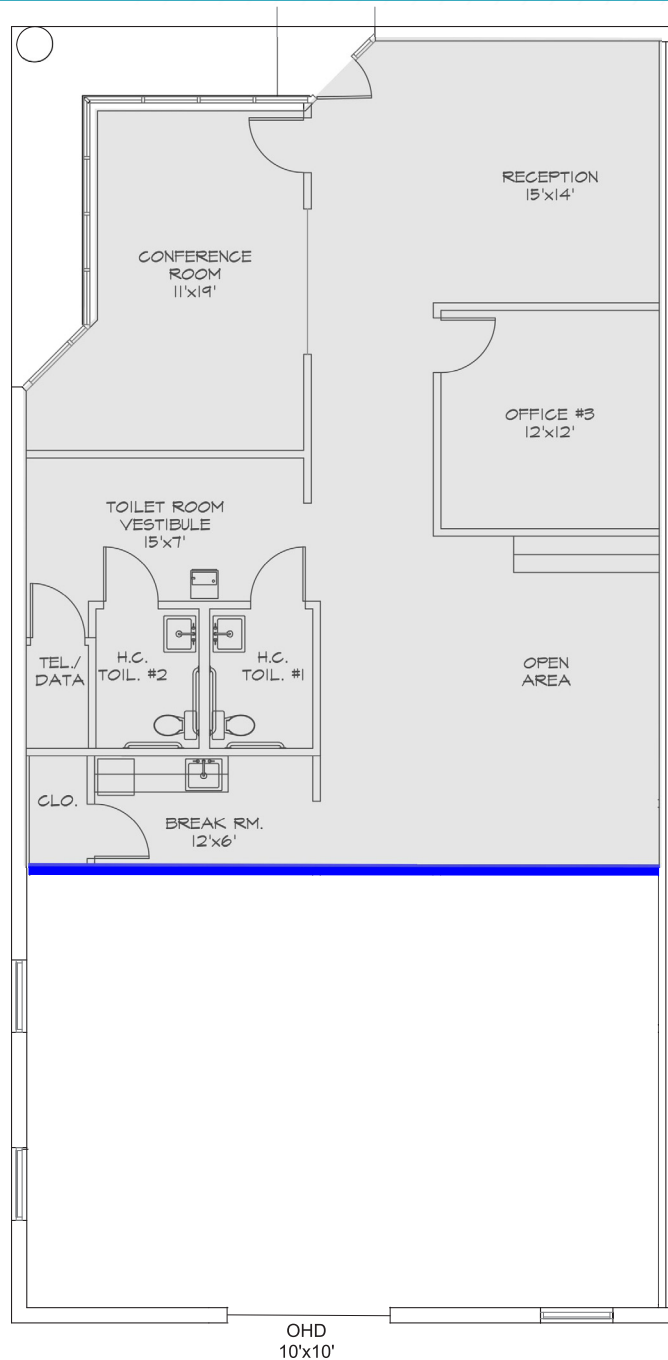 RECEPTION
15'x14'
CONFERENCE
ROOM
11'x19'
OFFICE #3
12'x12'
TOILET ROOM
VESTIBULE
15'x7'
TEL./
DATA
H.C.
TOIL. #2
H.C.
TOIL. #1
OPEN
AREA
CLO.
BREAK RM.
12'x6'
OHD
10'x10'